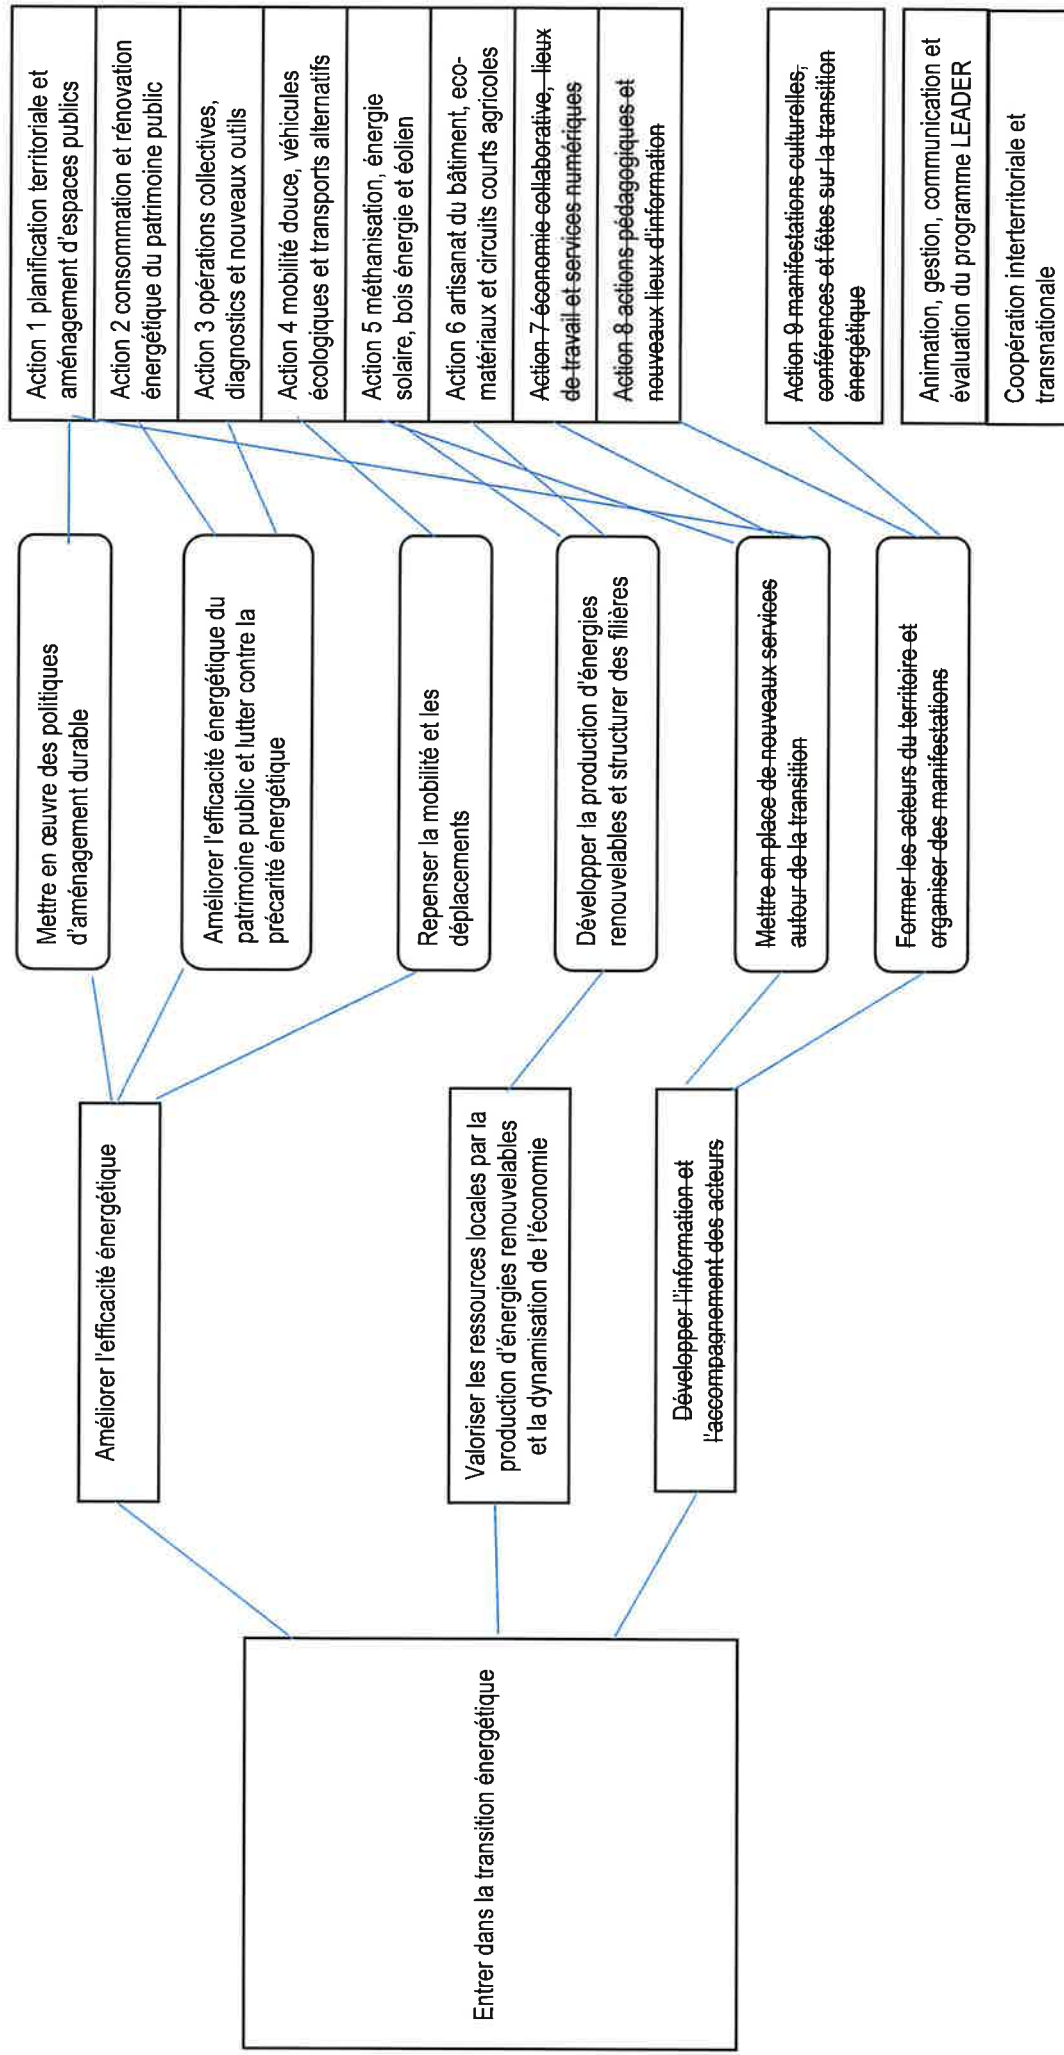 Entrer dans la transition énergétique
Améliorer l'efficacité énergétique
Valoriser les ressources locales par la
production d'énergies renouvelables
et la dynamisation de l'économie
Développer l'information et
l'accompagnement des acteurs
Mettre en œuvre des politiques
d'aménagement durable
Améliorer l'efficacité énergétique du
patrimoine public et lutter contre la
précarité énergétique
Repenser la mobilité et les
déplacements
Développer la production d'énergies
renouvelables et structurer des filières
Mettre en place de nouveaux services
autour de la transition
Former les acteurs du territoire et
organiser des manifestations
Action 1 planification territoriale et
aménagement d'espaces publics
Action 2 consommation et rénovation
énergétique du patrimoine public
Action 3 opérations collectives,
diagnostics et nouveaux outils
Action 4 mobilité douce, véhicules
écologiques et transports alternatifs
Action 5 méthanisation, énergie
solaire, bois énergie et éolien
Action 6 artisanat du bâtiment, eco-
matériaux et circuits courts agricoles
Action 7 économie collaborative, lieux
de travail et services numériques
Action 8 actions pédagogiques et
nouveaux lieux d'information
Action 9 manifestations culturelles,
conférences et fêtes sur la transition
énergétique
Animation, gestion, communication et
évaluation du programme LEADER
Coopération interterritoriale et
transnationale